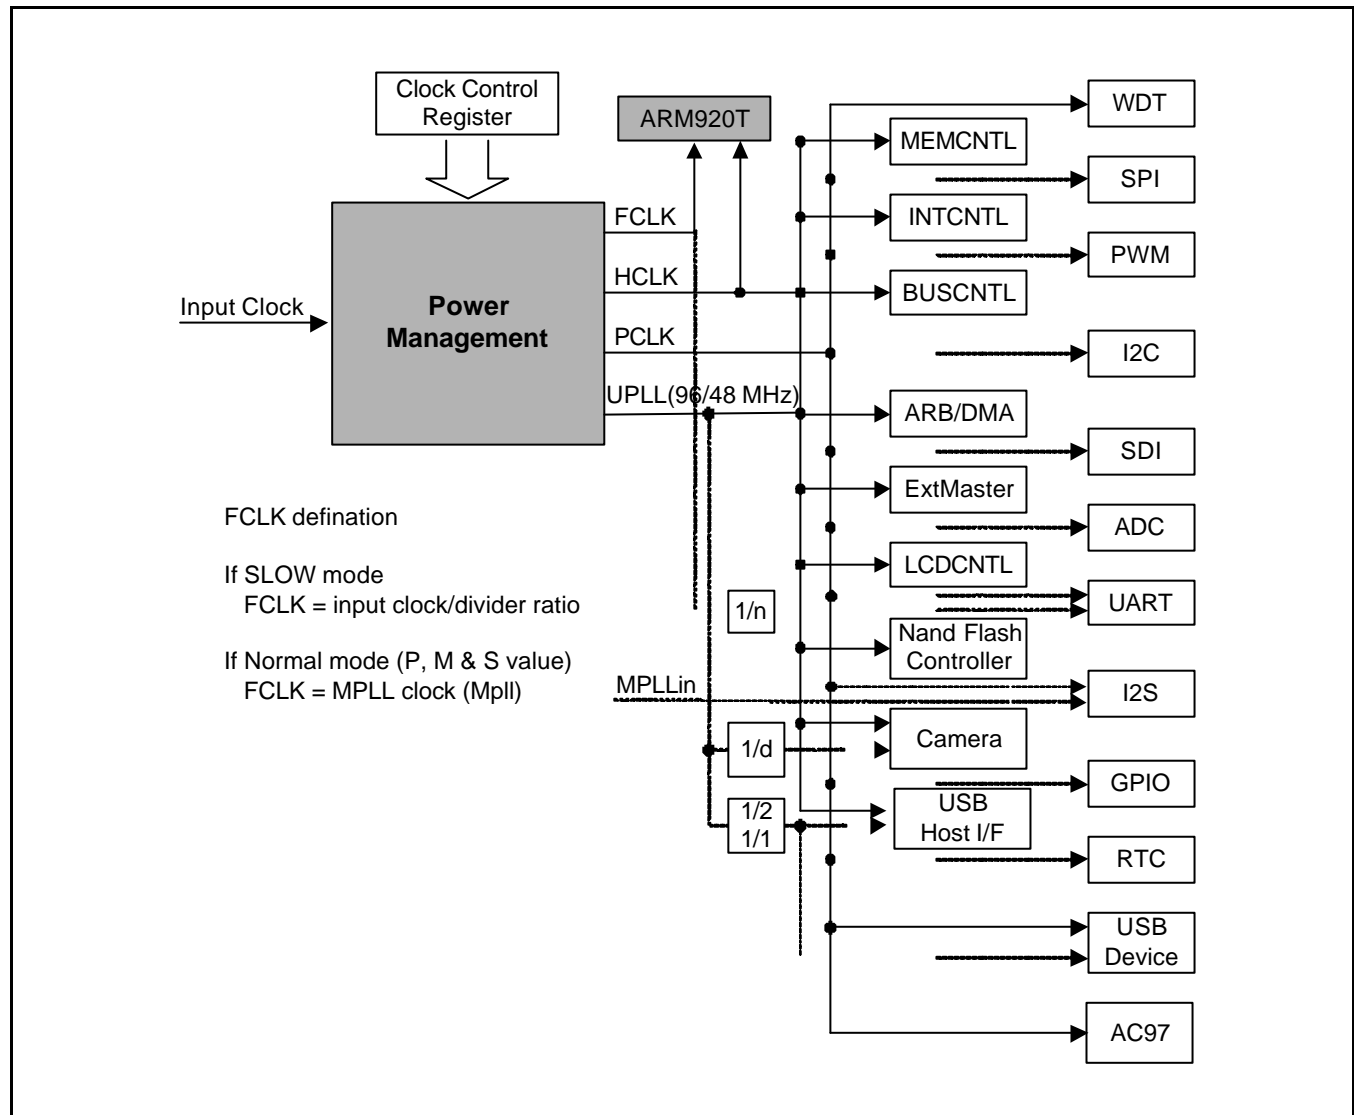 Clock Control
Register
ARM920T
WDT
MEMCNTL
SPI
FCLK
INTCNTL
PWM
HCLK
BUSCNTL
Input Clock
Power
Management
PCLK
I2C
UPLL(96/48 MHz)
ARB/DMA
SDI
ExtMaster
FCLK defination
ADC
If SLOW mode
FCLK = input clock/divider ratio
LCDCNTL
1/n
UART
Nand Flash
Controller
If Normal mode (P, M & S value)
FCLK = MPLL clock (Mpll)
MPLLin
I2S
1/d
Camera
GPIO
1/2
1/1
USB
Host I/F
RTC
USB
Device
AC97